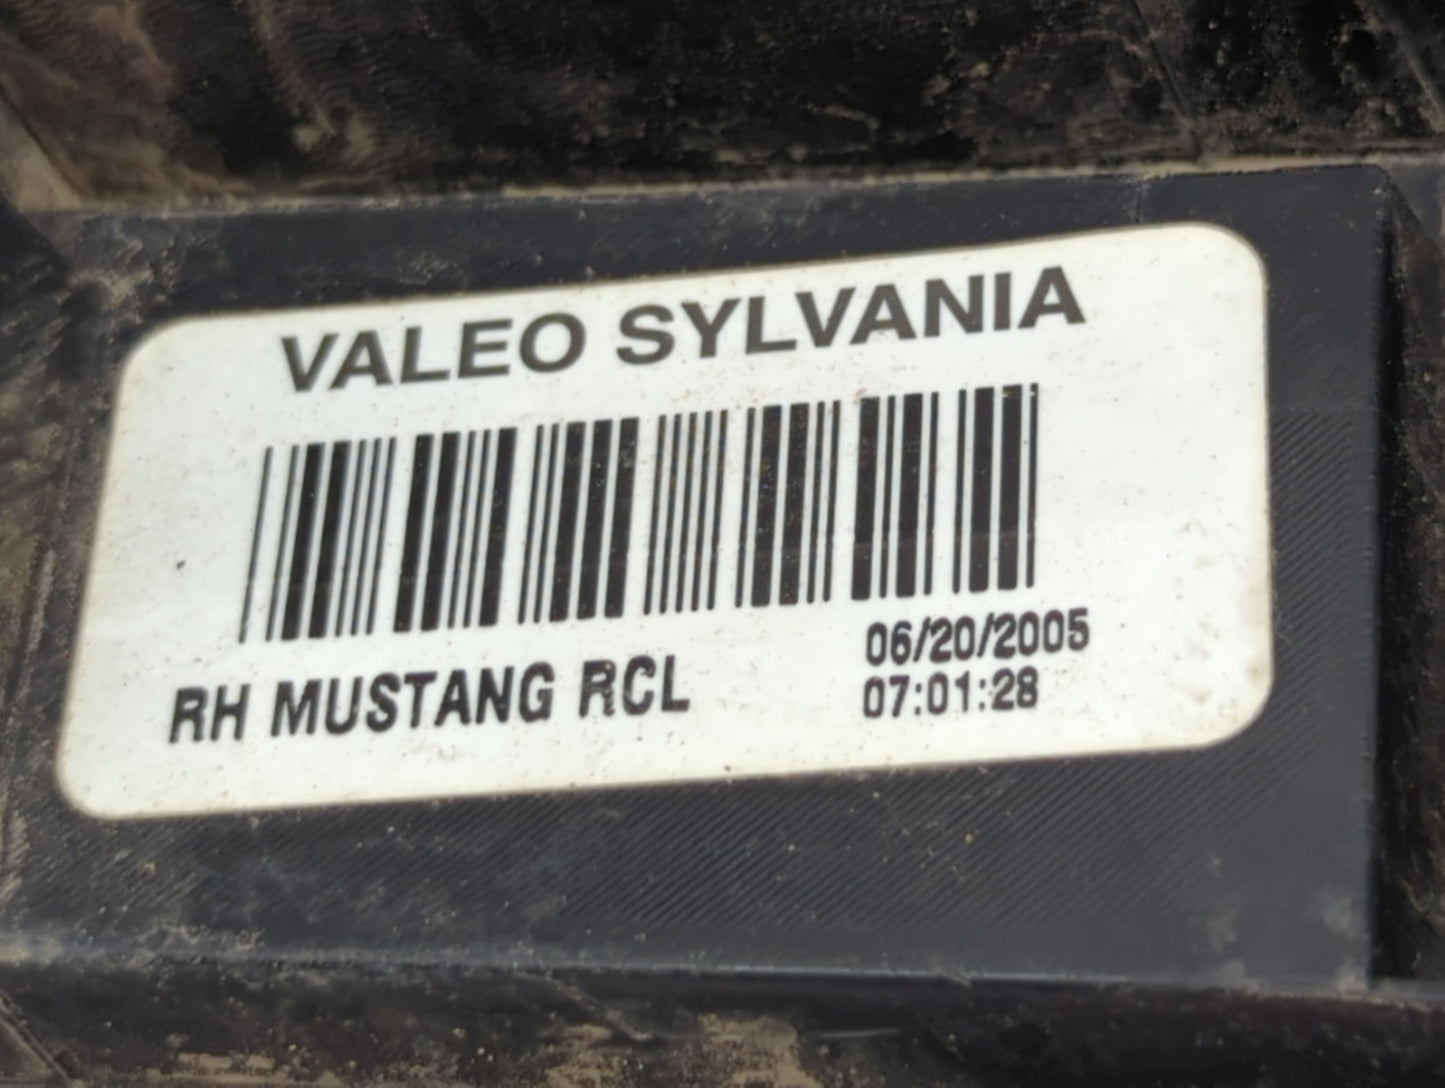 VALEO SYLVANIA
RH MUSTANG RCL
06/20/2005
07:01:28